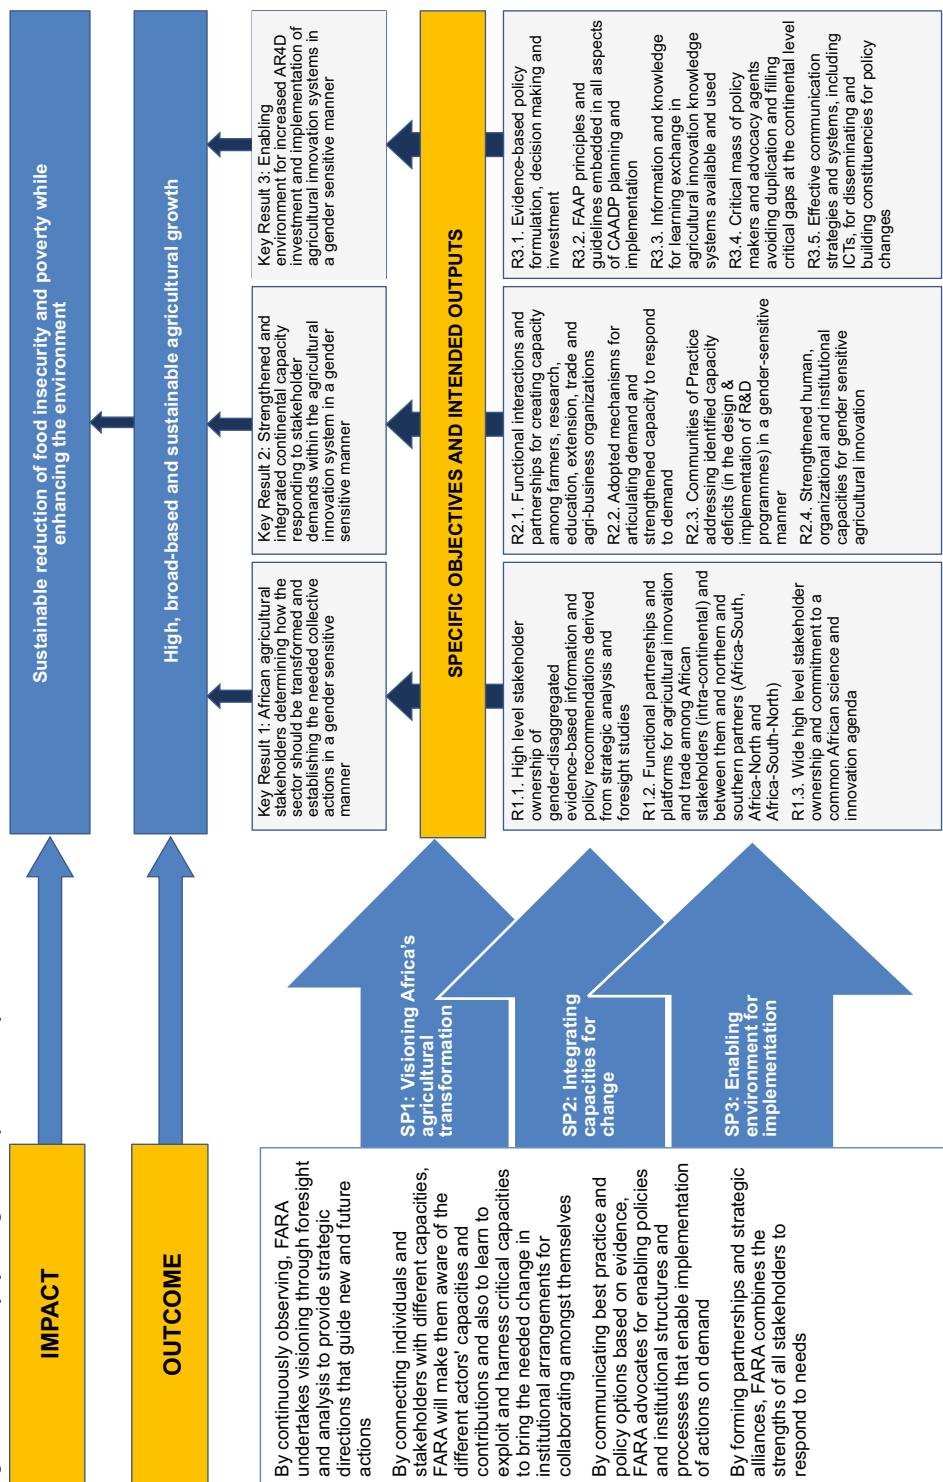 IMPACT
Sustainable reduction of food insecurity and poverty while
enhancing the environment
OUTCOME
High, broad-based and sustainable agricultural growth
By continuously observing, FARA
undertakes visioning through foresight
and analysis to provide strategic
directions that guide new and future
actions
By connecting individuals and
stakeholders with different capacities,
FARA will make them aware of the
different actors' capacities and
contributions and also to learn to
exploit and harness critical capacities
to bring the needed change in
institutional arrangements for
collaborating amongst themselves
By communicating best practice and
policy options based on evidence,
FARA advocates for enabling policies
and institutional structures and
processes that enable implementation
of actions on demand
By forming partnerships and strategic
alliances, FARA combines the
strengths of all stakeholders to
respond to needs
SP1: Visioning Africa's
agricultural
transformation
SP2: Integrating
capacities for
change
SP3: Enabling
environment for
implementation
Key Result 1: African agricultural
stakeholders determining how the
sector should be transformed and
establishing the needed collective
actions in a gender sensitive
manner
Key Result 2: Strengthened and
integrated continental capacity
responding to stakeholder
demands within the agricultural
innovation system in a gender
sensitive manner
Key Result 3: Enabling
environment for increased AR4D
investment and implementation of
agricultural innovation systems in
a gender sensitive manner
SPECIFIC OBJECTIVES AND INTENDED OUTPUTS
R1.1. High level stakeholder
ownership of
gender-disaggregated
evidence-based information and
policy recommendations derived
from strategic analysis and
foresight studies
R1.2. Functional partnerships and
platforms for agricultural innovation
and trade among African
stakeholders (intra-continental) and
between them and northern and
southern partners (Africa-South,
Africa-North and
Africa-South-North)
R1.3. Wide high level stakeholder
ownership and commitment to a
common African science and
innovation agenda
R2.1. Functional interactions and
partnerships for creating capacity
among farmers, research,
education, extension, trade and
agri-business organizations
R2.2. Adopted mechanisms for
articulating demand and
strengthened capacity to respond
to demand
R2.3. Communities of Practice
addressing identified capacity
deficits (in the design &
implementation of R&D
programmes) in a gender-sensitive
manner
R2.4. Strengthened human,
organizational and institutional
capacities for gender sensitive
agricultural innovation
R3.1. Evidence-based policy
formulation, decision making and
investment
R3.2. FAAP principles and
guidelines embedded in all aspects
of CAADP planning and
implementation
R3.3. Information and knowledge
for learning exchange in
agricultural innovation knowledge
systems available and used
R3.4. Critical mass of policy
makers and advocacy agents
avoiding duplication and filling
critical gaps at the continental level
R3.5. Effective communication
strategies and systems, including
ICTs, for disseminating and
building constituencies for policy
changes